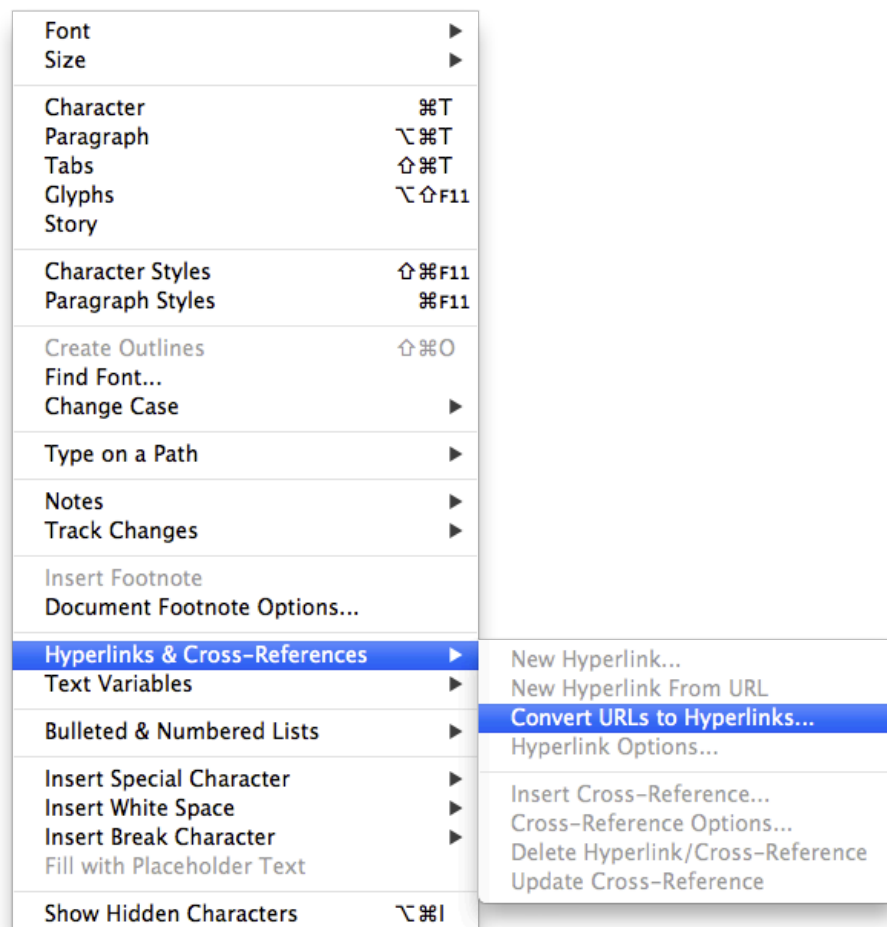 Font ▶
Size ▶
Character ⌘T
Paragraph ⌥⌘T
Tabs ⇧⌘T
Glyphs ⌥⇧F11
Story
Character Styles ⇧⌘F11
Paragraph Styles ⌘F11
Create Outlines ⇧⌘O
Find Font...
Change Case ▶
Type on a Path ▶
Notes ▶
Track Changes ▶
Insert Footnote
Document Footnote Options...
Hyperlinks & Cross-References ▶
Text Variables ▶
Bulleted & Numbered Lists ▶
Insert Special Character ▶
Insert White Space ▶
Insert Break Character ▶
Fill with Placeholder Text
Show Hidden Characters ⌥⌘I
New Hyperlink...
New Hyperlink From URL
Convert URLs to Hyperlinks...
Hyperlink Options...
Insert Cross-Reference...
Cross-Reference Options...
Delete Hyperlink/Cross-Reference
Update Cross-Reference